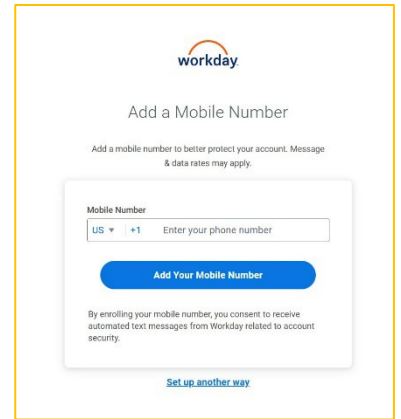 workday.
Add a Mobile Number
Add a mobile number to better protect your account. Message
& data rates may apply.
Mobile Number
US ▼ +1 Enter your phone number
Add Your Mobile Number
By enrolling your mobile number, you consent to receive
automated text messages from Workday related to account
security.
Set up another way